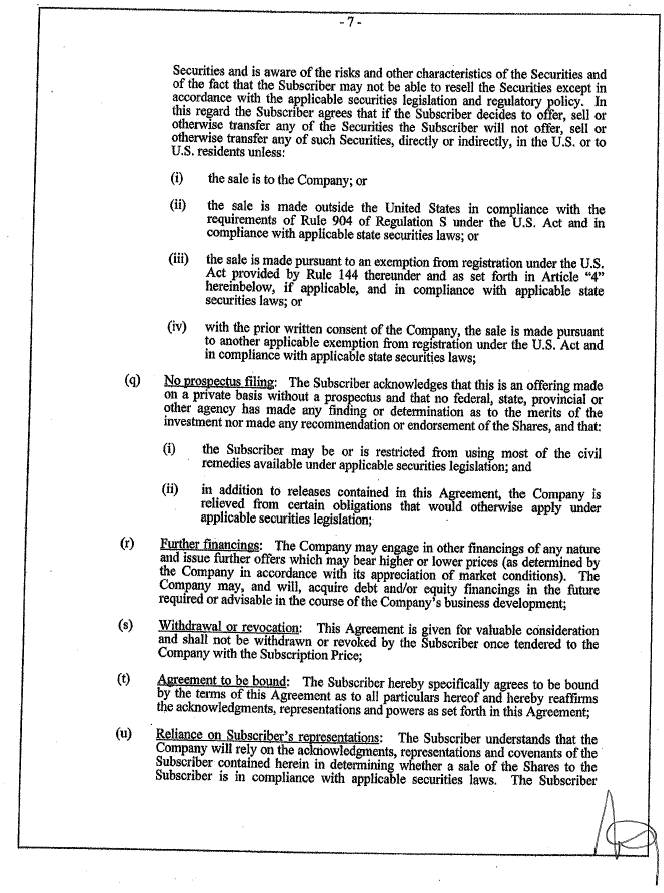 - 7 -
Securities and is aware of the risks and other characteristics of the Securities and
of the fact that the Subscriber may not be able to resell the Securities except in
accordance with the applicable securities legislation and regulatory policy. In
this regard the Subscriber agrees that if the Subscriber decides to offer, sell or
otherwise transfer any of the Securities the Subscriber will not offer, sell or
otherwise transfer any of such Securities, directly or indirectly, in the U.S. or to
U.S. residents unless:
(i) the sale is to the Company; or
(ii) the sale is made outside the United States in compliance with the
requirements of Rule 904 of Regulation S under the U.S. Act and in
compliance with applicable state securities laws; or
(iii) the sale is made pursuant to an exemption from registration under the U.S.
Act provided by Rule 144 thereunder and as set forth in Article “4”
hereinbelow, if applicable, and in compliance with applicable state
securities laws; or
(iv) with the prior written consent of the Company, the sale is made pursuant
to another applicable exemption from registration under the U.S. Act and
in compliance with applicable state securities laws;
(q) No prospectus filing: The Subscriber acknowledges that this is an offering made
on a private basis without a prospectus and that no federal, state, provincial or
other agency has made any finding or determination as to the merits of the
investment nor made any recommendation or endorsement of the Shares, and that:
(i) the Subscriber may be or is restricted from using most of the civil
remedies available under applicable securities legislation; and
(ii) in addition to releases contained in this Agreement, the Company is
relieved from certain obligations that would otherwise apply under
applicable securities legislation;
(r) Further financings: The Company may engage in other financings of any nature
and issue further offers which may bear higher or lower prices (as determined by
the Company in accordance with its appreciation of market conditions). The
Company may, and will, acquire debt and/or equity financings in the future
required or advisable in the course of the Company’s business development;
(s) Withdrawal or revocation: This Agreement is given for valuable consideration
and shall not be withdrawn or revoked by the Subscriber once tendered to the
Company with the Subscription Price;
(t) Agreement to be bound: The Subscriber hereby specifically agrees to be bound
by the terms of this Agreement as to all particulars hereof and hereby reaffirms
the acknowledgments, representations and powers as set forth in this Agreement;
(u) Reliance on Subscriber’s representations: The Subscriber understands that the
Company will rely on the acknowledgments, representations and covenants of the
Subscriber contained herein in determining whether a sale of the Shares to the
Subscriber is in compliance with applicable securities laws. The Subscriber